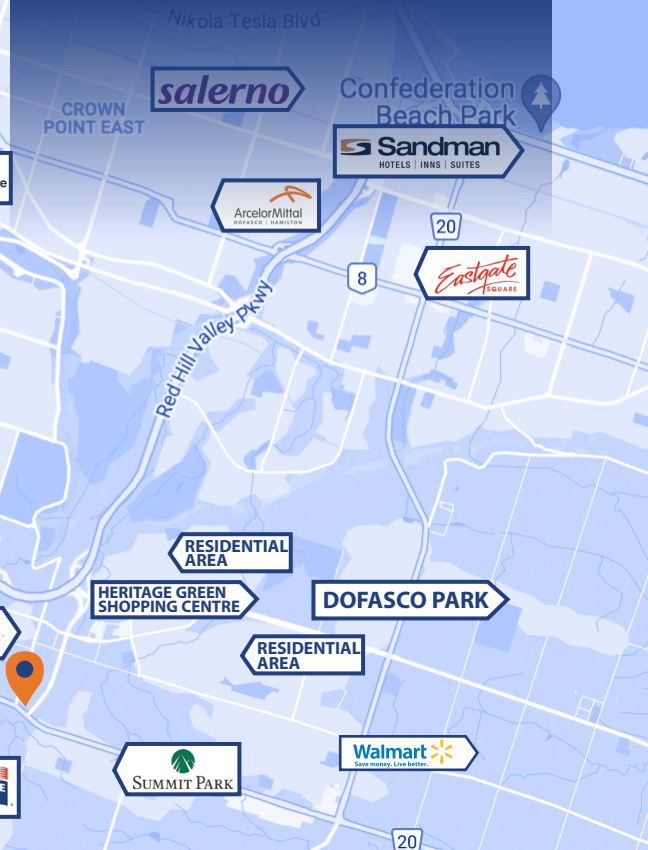 Nikola Tesla Blvd
salerno
Confederation
Beach Park
CROWN
POINT EAST
Sandman
HOTELS | INNS | SUITES
e
ArcelorMittal
DOFASCO | HAMILTON
20
Eastgate
SQUARE
8
Red Hill Valley Pkwy
RESIDENTIAL
AREA
HERITAGE GREEN
SHOPPING CENTRE
DOFASCO PARK
RESIDENTIAL
AREA
Walmart
Save money. Live better.
SUMMIT PARK
E
20